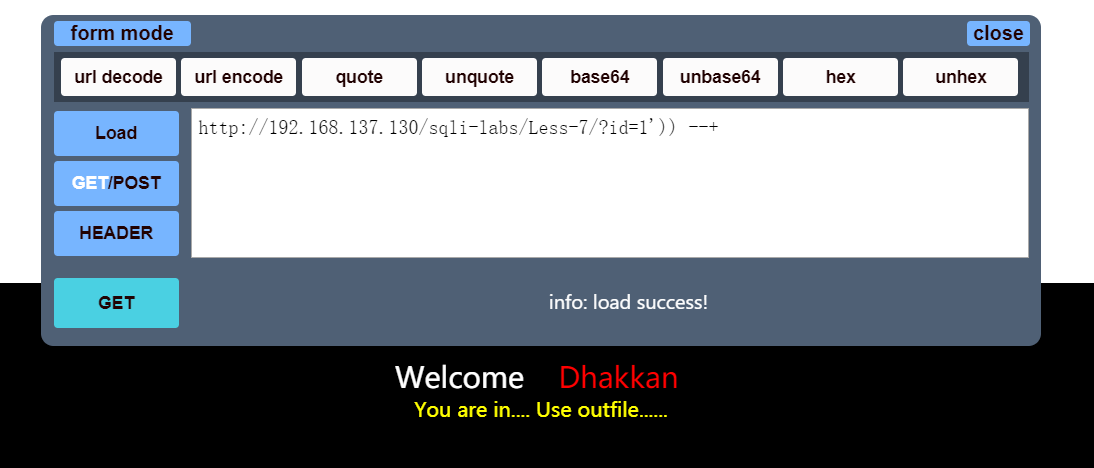 form mode close
url decode url encode quote unquote base64 unbase64 hex unhex
Load
http://192.168.137.130/sqli-labs/Less-7/?id=1')) --+
GET/POST
HEADER
GET
info: load success!
Welcome Dhakkan
You are in.... Use outfile......